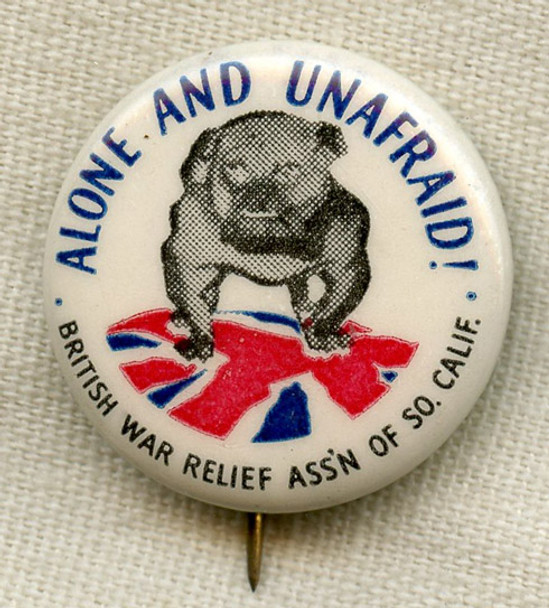 ALONE AND UNAFRAID!
BRITISH WAR RELIEF ASS'N OF SO. CALIF.